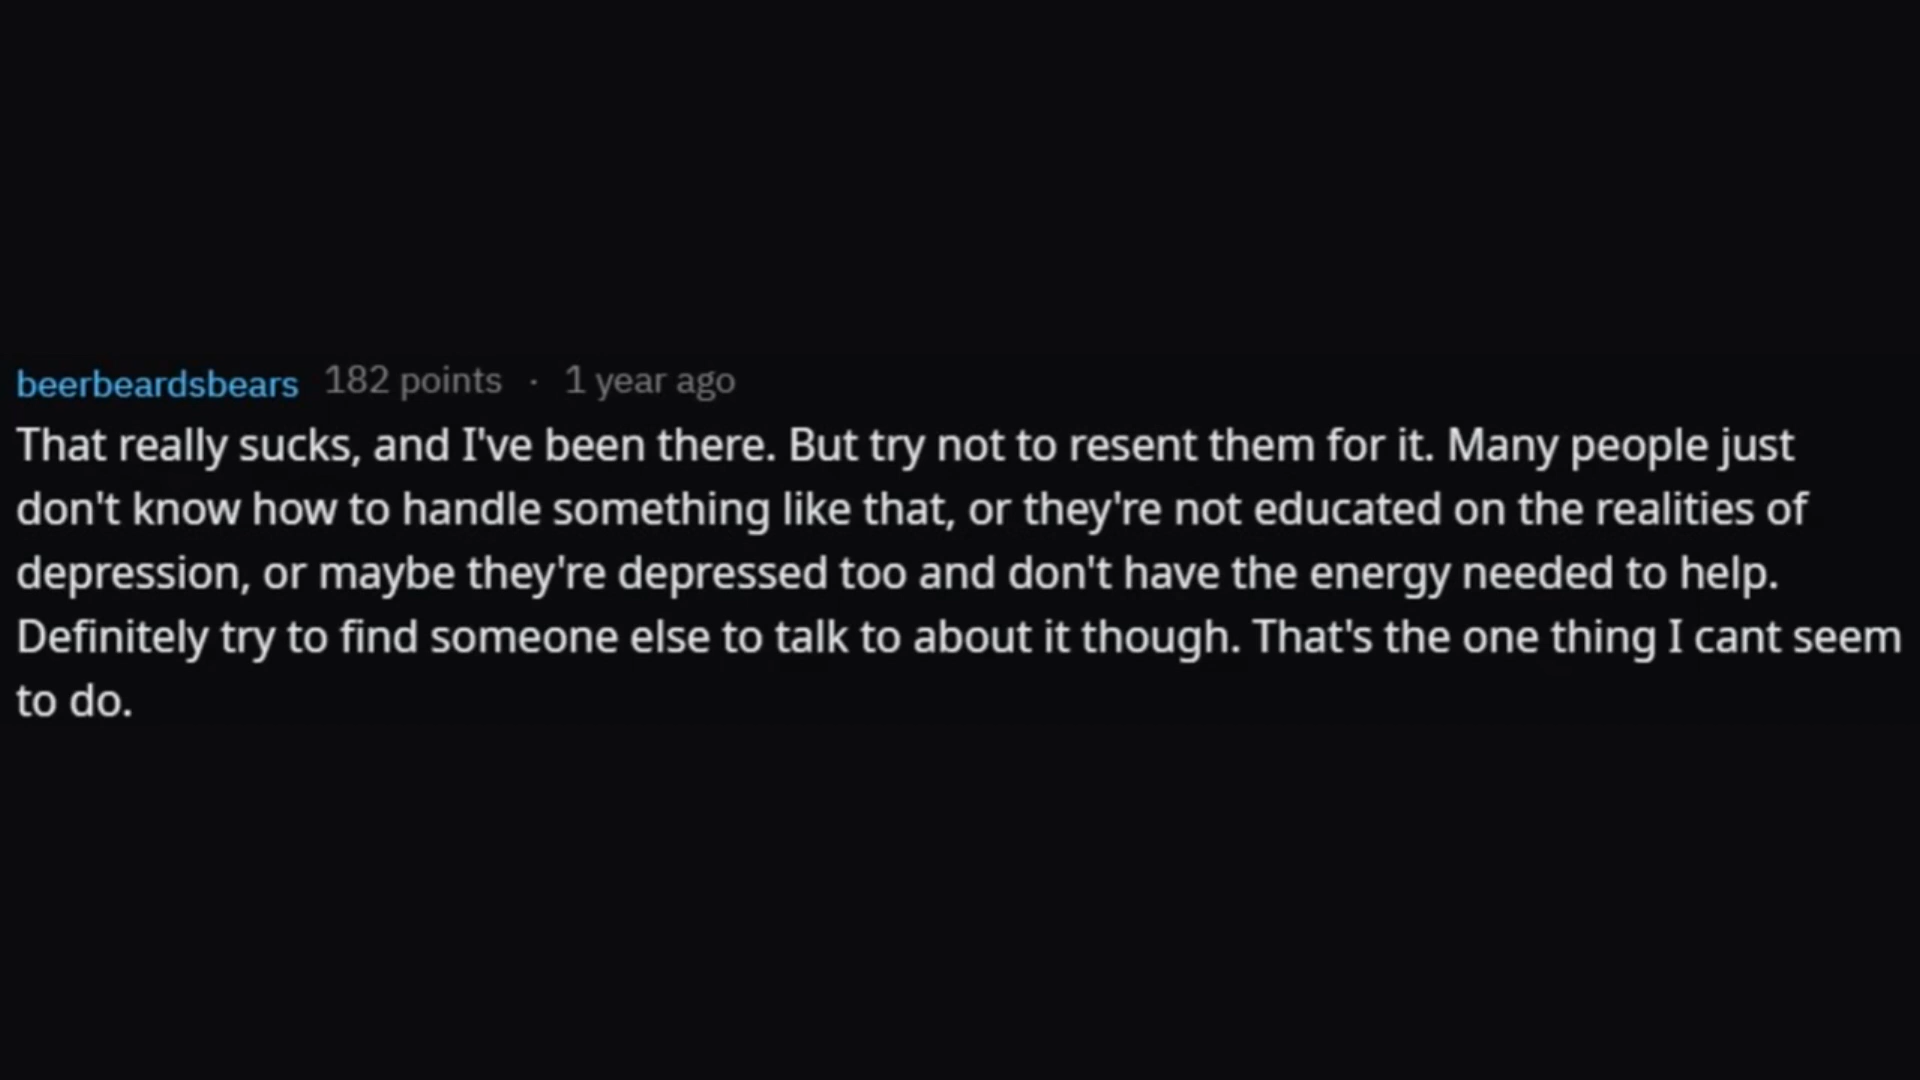 beerbeardsbears 182 points · 1 year ago
That really sucks, and I've been there. But try not to resent them for it. Many people just
don't know how to handle something like that, or they're not educated on the realities of
depression, or maybe they're depressed too and don't have the energy needed to help.
Definitely try to find someone else to talk to about it though. That's the one thing I cant seem
to do.